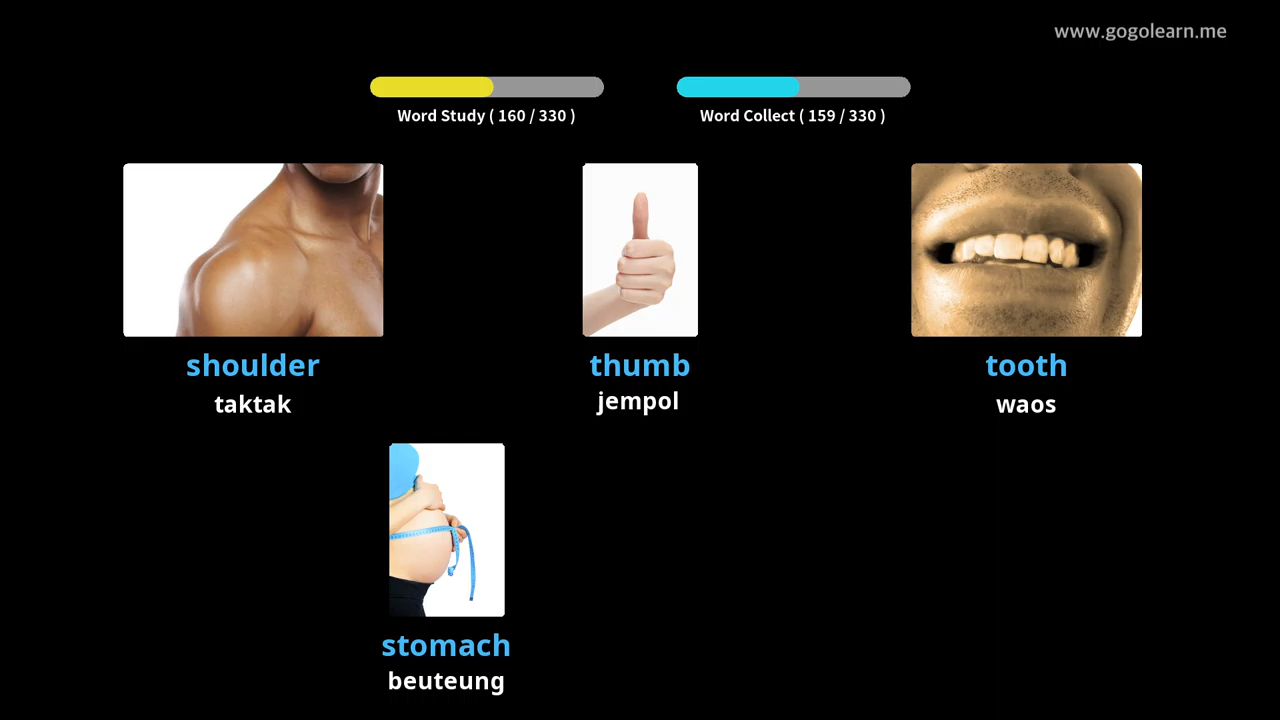 www.gogolearn.me
Word Study ( 160 / 330 )
Word Collect ( 159 / 330 )
shoulder
thumb
tooth
taktak
jempol
waos
stomach
beuteung